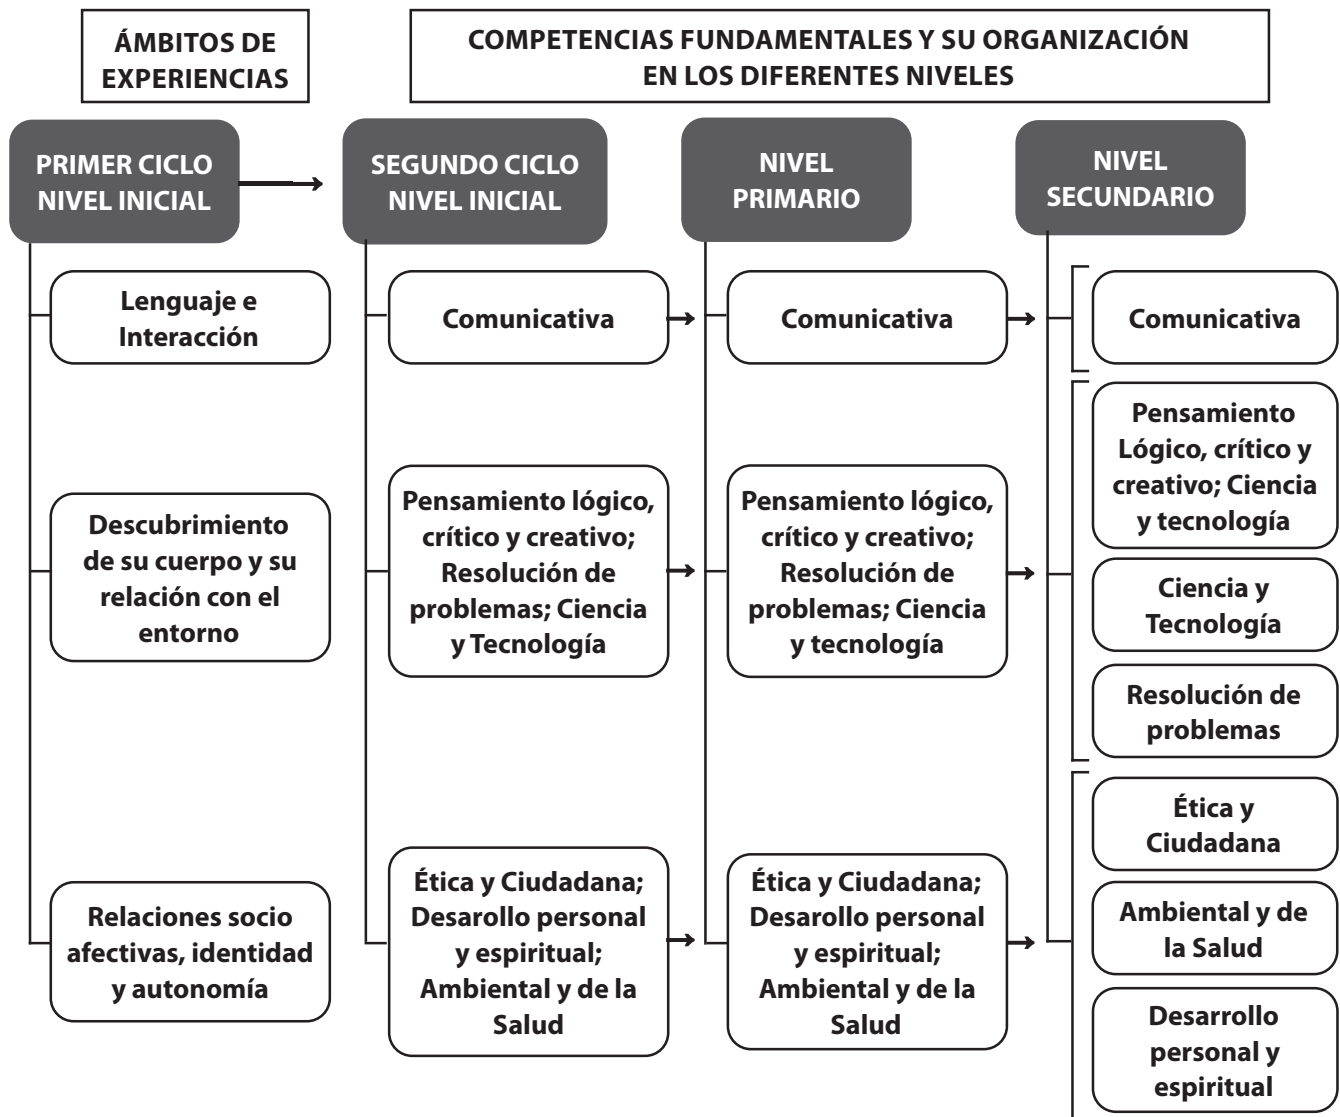 ÁMBITOS DE
EXPERIENCIAS
COMPETENCIAS FUNDAMENTALES Y SU ORGANIZACIÓN
EN LOS DIFERENTES NIVELES
PRIMER CICLO
NIVEL INICIAL
SEGUNDO CICLO
NIVEL INICIAL
NIVEL
PRIMARIO
NIVEL
SECUNDARIO
Lenguaje e
Interacción
Comunicativa
Comunicativa
Comunicativa
Descubrimiento
de su cuerpo y su
relación con el
entorno
Pensamiento lógico,
crítico y creativo;
Resolución de
problemas; Ciencia
y Tecnología
Pensamiento lógico,
crítico y creativo;
Resolución de
problemas; Ciencia
y tecnología
Pensamiento
Lógico, crítico y
creativo; Ciencia
y tecnología
Ciencia y
Tecnología
Resolución de
problemas
Relaciones socio
afectivas, identidad
y autonomía
Ética y Ciudadana;
Desarollo personal
y espiritual;
Ambiental y de la
Salud
Ética y Ciudadana;
Desarollo personal
y espiritual;
Ambiental y de la
Salud
Ética y
Ciudadana
Ambiental y de
la Salud
Desarrollo
personal y
espiritual